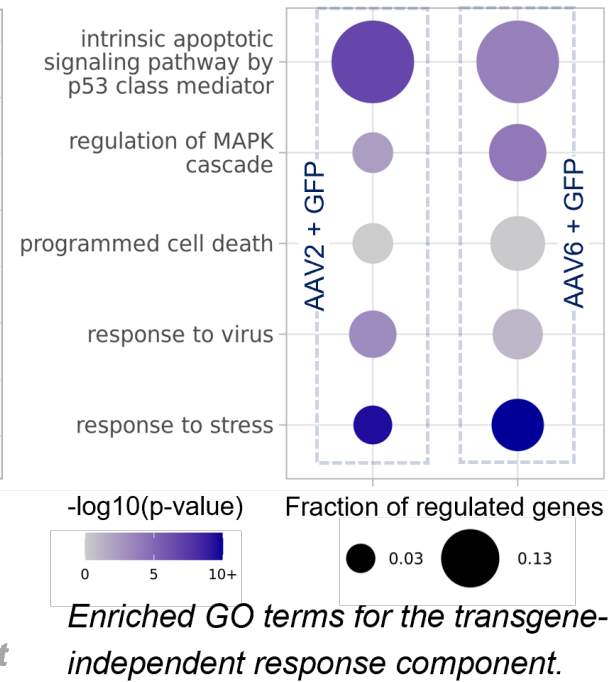 intrinsic apoptotic
signaling pathway by
p53 class mediator
regulation of MAPK
cascade
programmed cell death
response to virus
response to stress
AAV2 + GFP
AAV6 + GFP
-log10(p-value)
0 5 10+
Fraction of regulated genes
0.03 0.13
Enriched GO terms for the transgene-
independent response component.